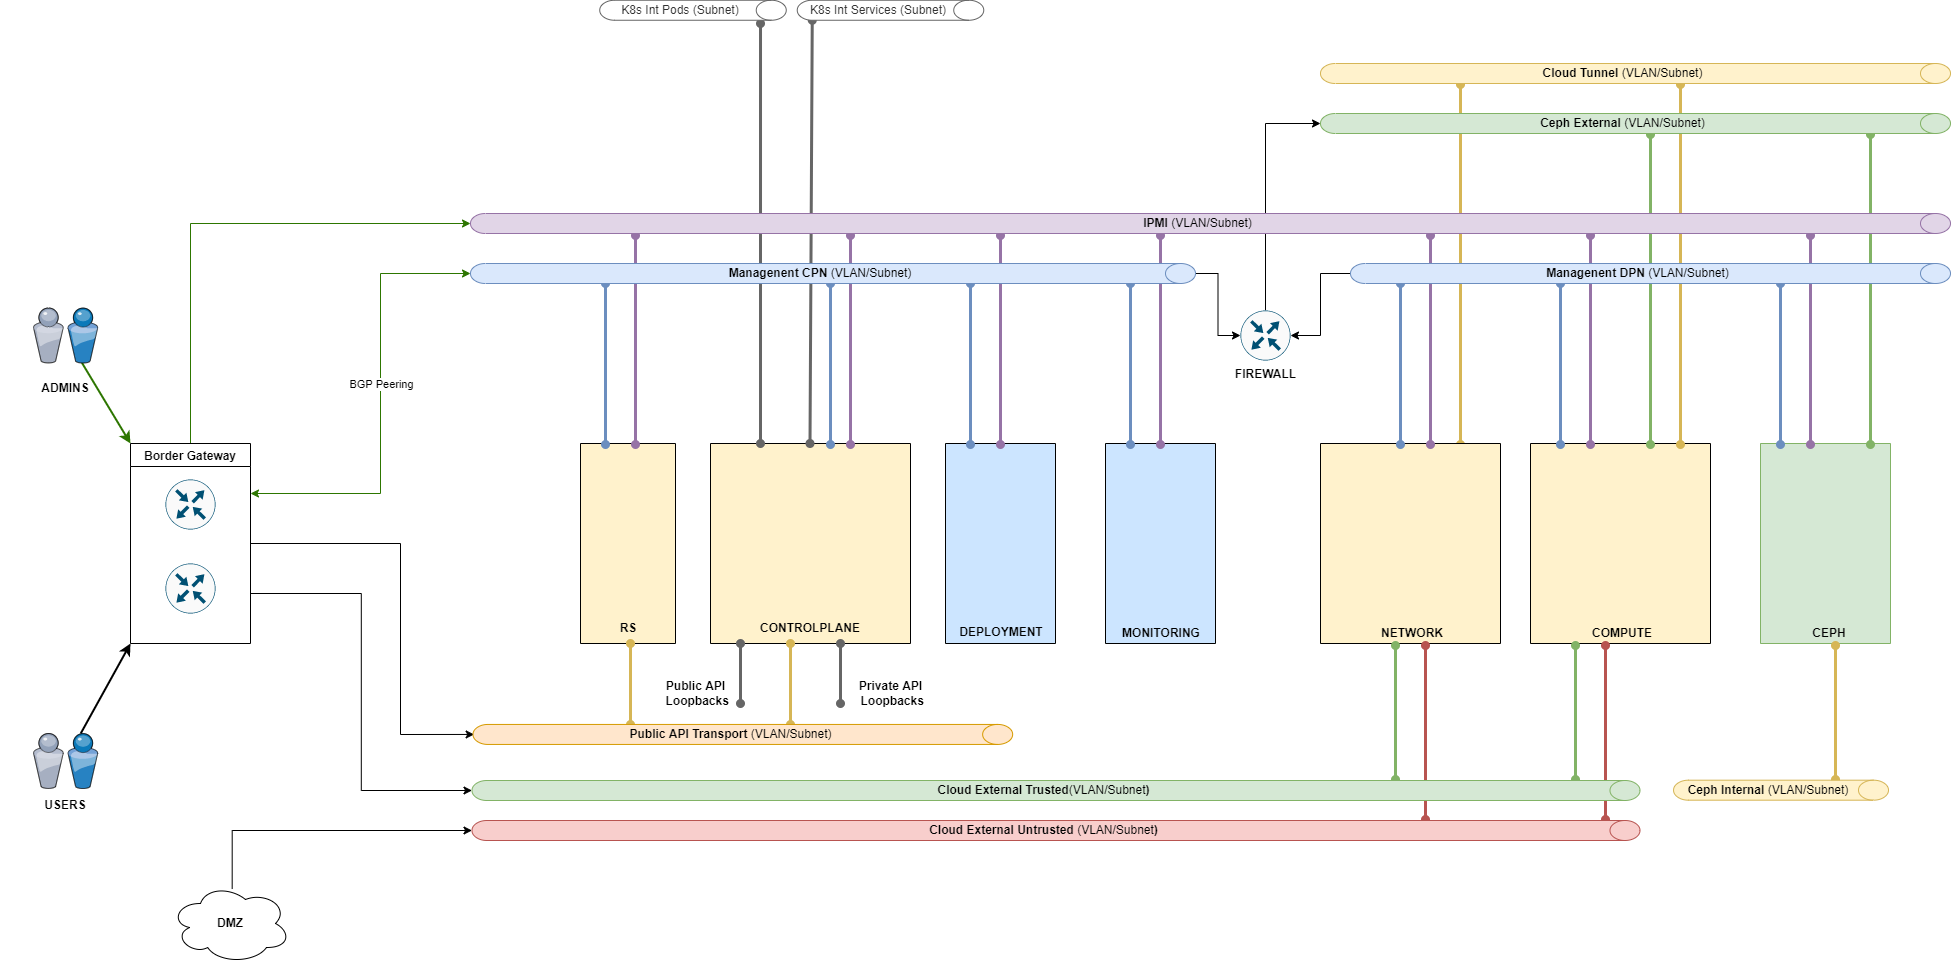 K8s Int Pods (Subnet)
K8s Int Services (Subnet)
Cloud Tunnel (VLAN/Subnet)
Ceph External (VLAN/Subnet)
IPMI (VLAN/Subnet)
Managenent CPN (VLAN/Subnet)
Managenent DPN (VLAN/Subnet)
FIREWALL
ADMINS
BGP Peering
Border Gateway
RS
CONTROLPLANE
DEPLOYMENT
MONITORING
NETWORK
COMPUTE
CEPH
Public API
Loopbacks
Private API
Loopbacks
Public API Transport (VLAN/Subnet)
USERS
Cloud External Trusted(VLAN/Subnet)
Ceph Internal (VLAN/Subnet)
Cloud External Untrusted (VLAN/Subnet)
DMZ